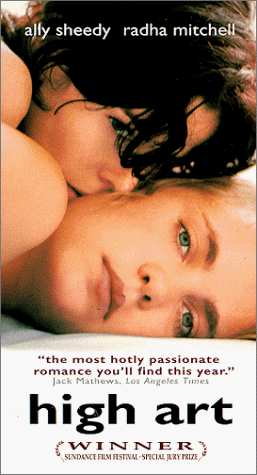 ally sheedy   radha mitchell
"the most hotly passionate
romance you'll find this year."
Jack Mathews, Los Angeles Times
high art
WINNER
SUNDANCE FILM FESTIVAL · SPECIAL JURY PRIZE